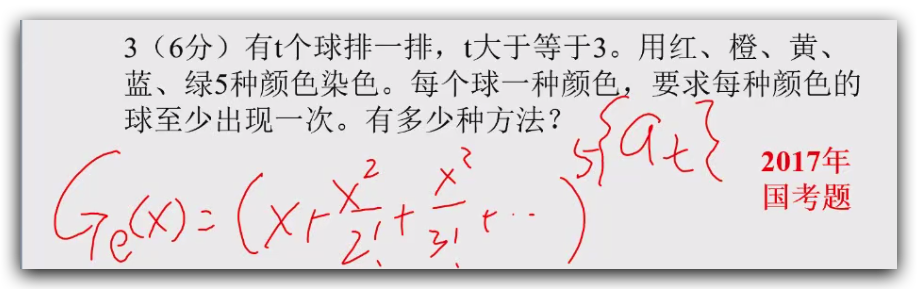 3（6分）有t个球排一排，t大于等于3。用红、橙、黄、
蓝、绿5种颜色染色。每个球一种颜色，要求每种颜色的
球至少出现一次。有多少种方法？
{a_t}
2017年
国考题
G_e(x) = (x + x^2/2! + x^3/3! + ...)^5